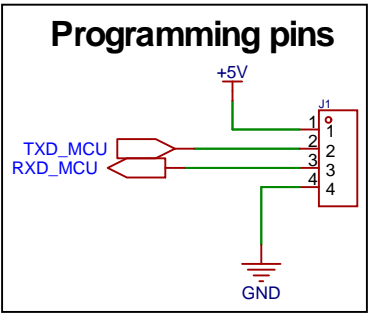 Programming pins
+5V
J1
1 1
TXD_MCU 2 2
RXD_MCU 3 3
4 4
GND